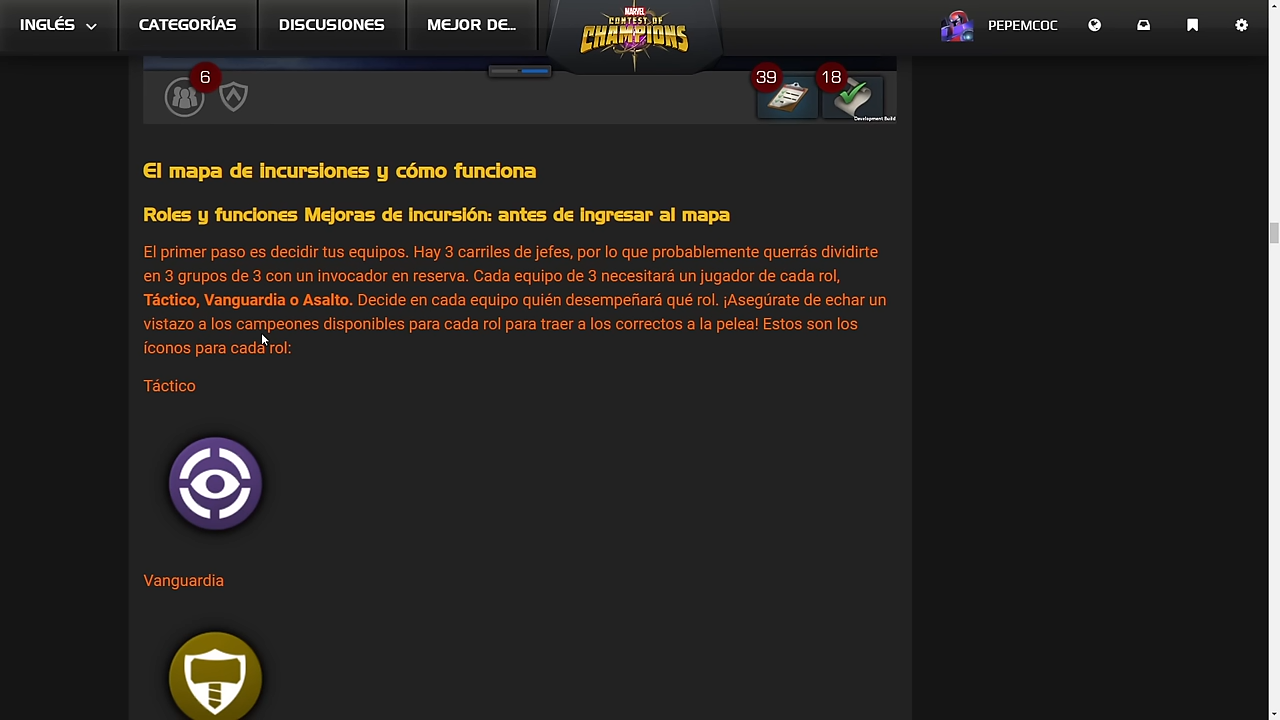 INGLÉS
CATEGORÍAS
DISCUSIONES
MEJOR DE...
MARVEL
CONTEST OF
CHAMPIONS
PEPEMCOC
6
39
18
Development Build
El mapa de incursiones y cómo funciona
Roles y funciones Mejoras de incursión: antes de ingresar al mapa
El primer paso es decidir tus equipos. Hay 3 carriles de jefes, por lo que probablemente querrás dividirte
en 3 grupos de 3 con un invocador en reserva. Cada equipo de 3 necesitará un jugador de cada rol,
Táctico, Vanguardia o Asalto. Decide en cada equipo quién desempeñará qué rol. ¡Asegúrate de echar un
vistazo a los campeones disponibles para cada rol para traer a los correctos a la pelea! Estos son los
íconos para cada rol:
Táctico
Vanguardia